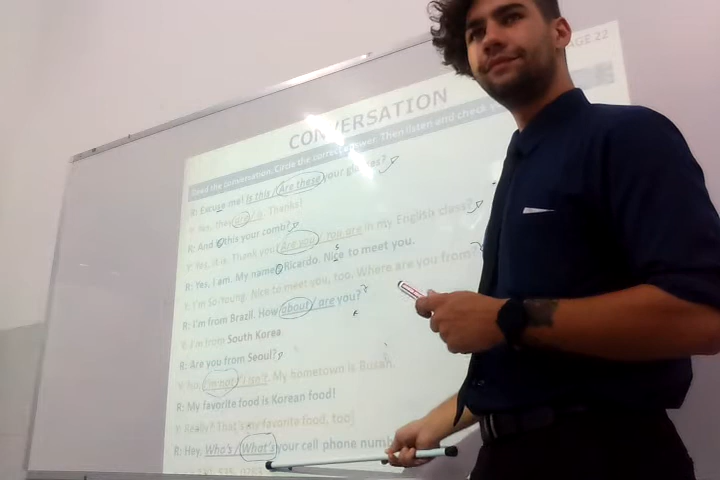 PAGE 22
CONVERSATION
Read the conversation. Circle the correct answer. Then listen and check
R: Excuse me! Is this / Are these your glasses?
Y: Yes, they are / is. Thanks!
R: And is this your comb?
Y: Yes, it is. Thank you. Are you / You are in my English class?
R: Yes, I am. My name is Ricardo. Nice to meet you.
Y: I'm So-Young. Nice to meet you, too. Where are you from?
R: I'm from Brazil. How about / are you?
Y: I'm from South Korea
R: Are you from Seoul?
Y: No, I'm not / I isn't. My hometown is Busan.
R: My favorite food is Korean food!
Y: Really? That's my favorite food, too
R: Hey. Who's / What's your cell phone numb